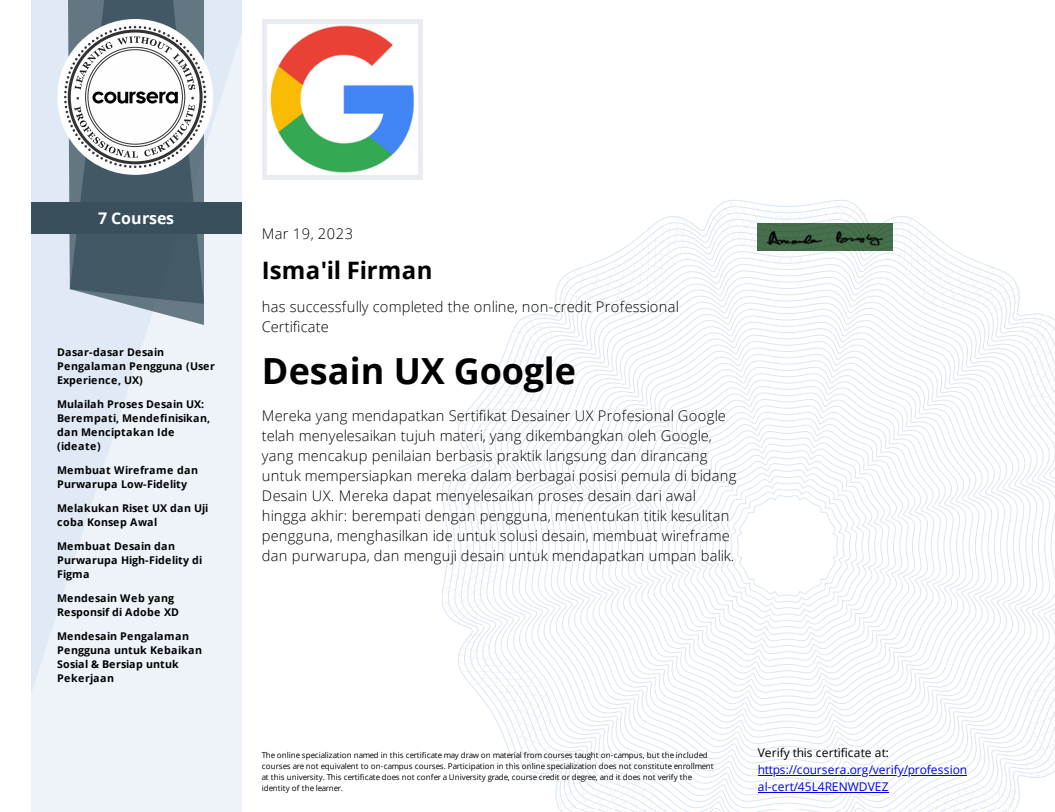 LEARNING WITHOUT LIMITS
coursera
PROFESSIONAL CERTIFICATE
7 Courses
Dasar-dasar Desain
Pengalaman Pengguna (User
Experience, UX)
Mulailah Proses Desain UX:
Berempati, Mendefinisikan,
dan Menciptakan Ide
(ideate)
Membuat Wireframe dan
Purwarupa Low-Fidelity
Melakukan Riset UX dan Uji
coba Konsep Awal
Membuat Desain dan
Purwarupa High-Fidelity di
Figma
Mendesain Web yang
Responsif di Adobe XD
Mendesain Pengalaman
Pengguna untuk Kebaikan
Sosial & Bersiap untuk
Pekerjaan
Mar 19, 2023
Isma'il Firman
has successfully completed the online, non-credit Professional
Certificate
Desain UX Google
Mereka yang mendapatkan Sertifikat Desainer UX Profesional Google
telah menyelesaikan tujuh materi, yang dikembangkan oleh Google,
yang mencakup penilaian berbasis praktik langsung dan dirancang
untuk mempersiapkan mereka dalam berbagai posisi pemula di bidang
Desain UX. Mereka dapat menyelesaikan proses desain dari awal
hingga akhir: berempati dengan pengguna, menentukan titik kesulitan
pengguna, menghasilkan ide untuk solusi desain, membuat wireframe
dan purwarupa, dan menguji desain untuk mendapatkan umpan balik.
Amanda
The online specialization named in this certificate may draw on material from courses taught on-campus, but the included
courses are not equivalent to on-campus courses. Participation in this online specialization does not constitute enrollment
at this university. This certificate does not confer a University grade, course credit or degree, and it does not verify the
identity of the learner.
Verify this certificate at:
https://coursera.org/verify/profession
al-cert/45L4RENWDVEZ